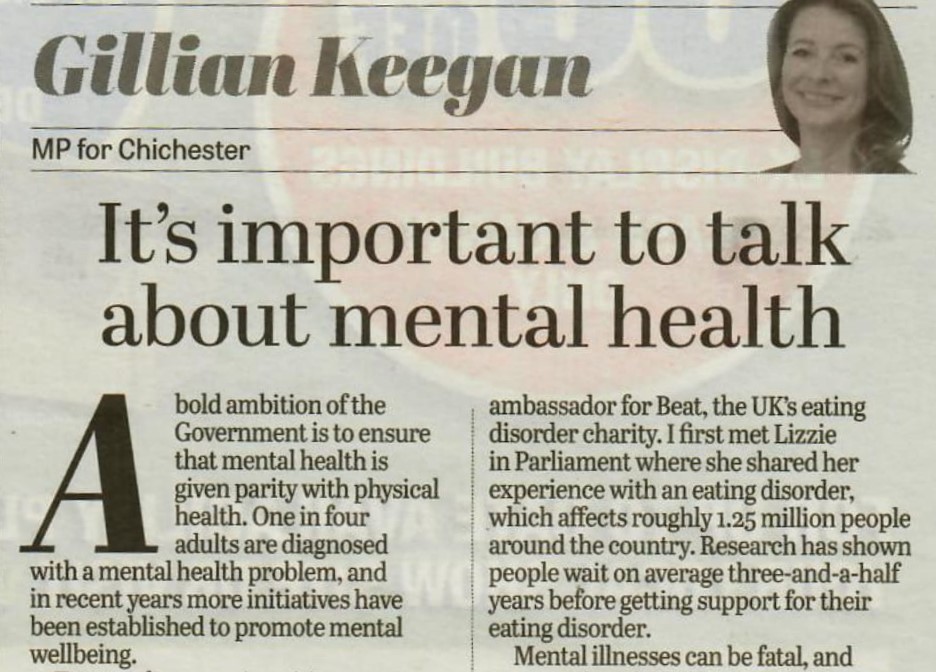 Gillian Keegan
MP for Chichester
It's important to talk
about mental health
A bold ambition of the
Government is to ensure
that mental health is
given parity with physical
health. One in four
adults are diagnosed
with a mental health problem, and
in recent years more initiatives have
been established to promote mental
wellbeing.
ambassador for Beat, the UK's eating
disorder charity. I first met Lizzie
in Parliament where she shared her
experience with an eating disorder,
which affects roughly 1.25 million people
around the country. Research has shown
people wait on average three-and-a-half
years before getting support for their
eating disorder.
Mental illnesses can be fatal, and